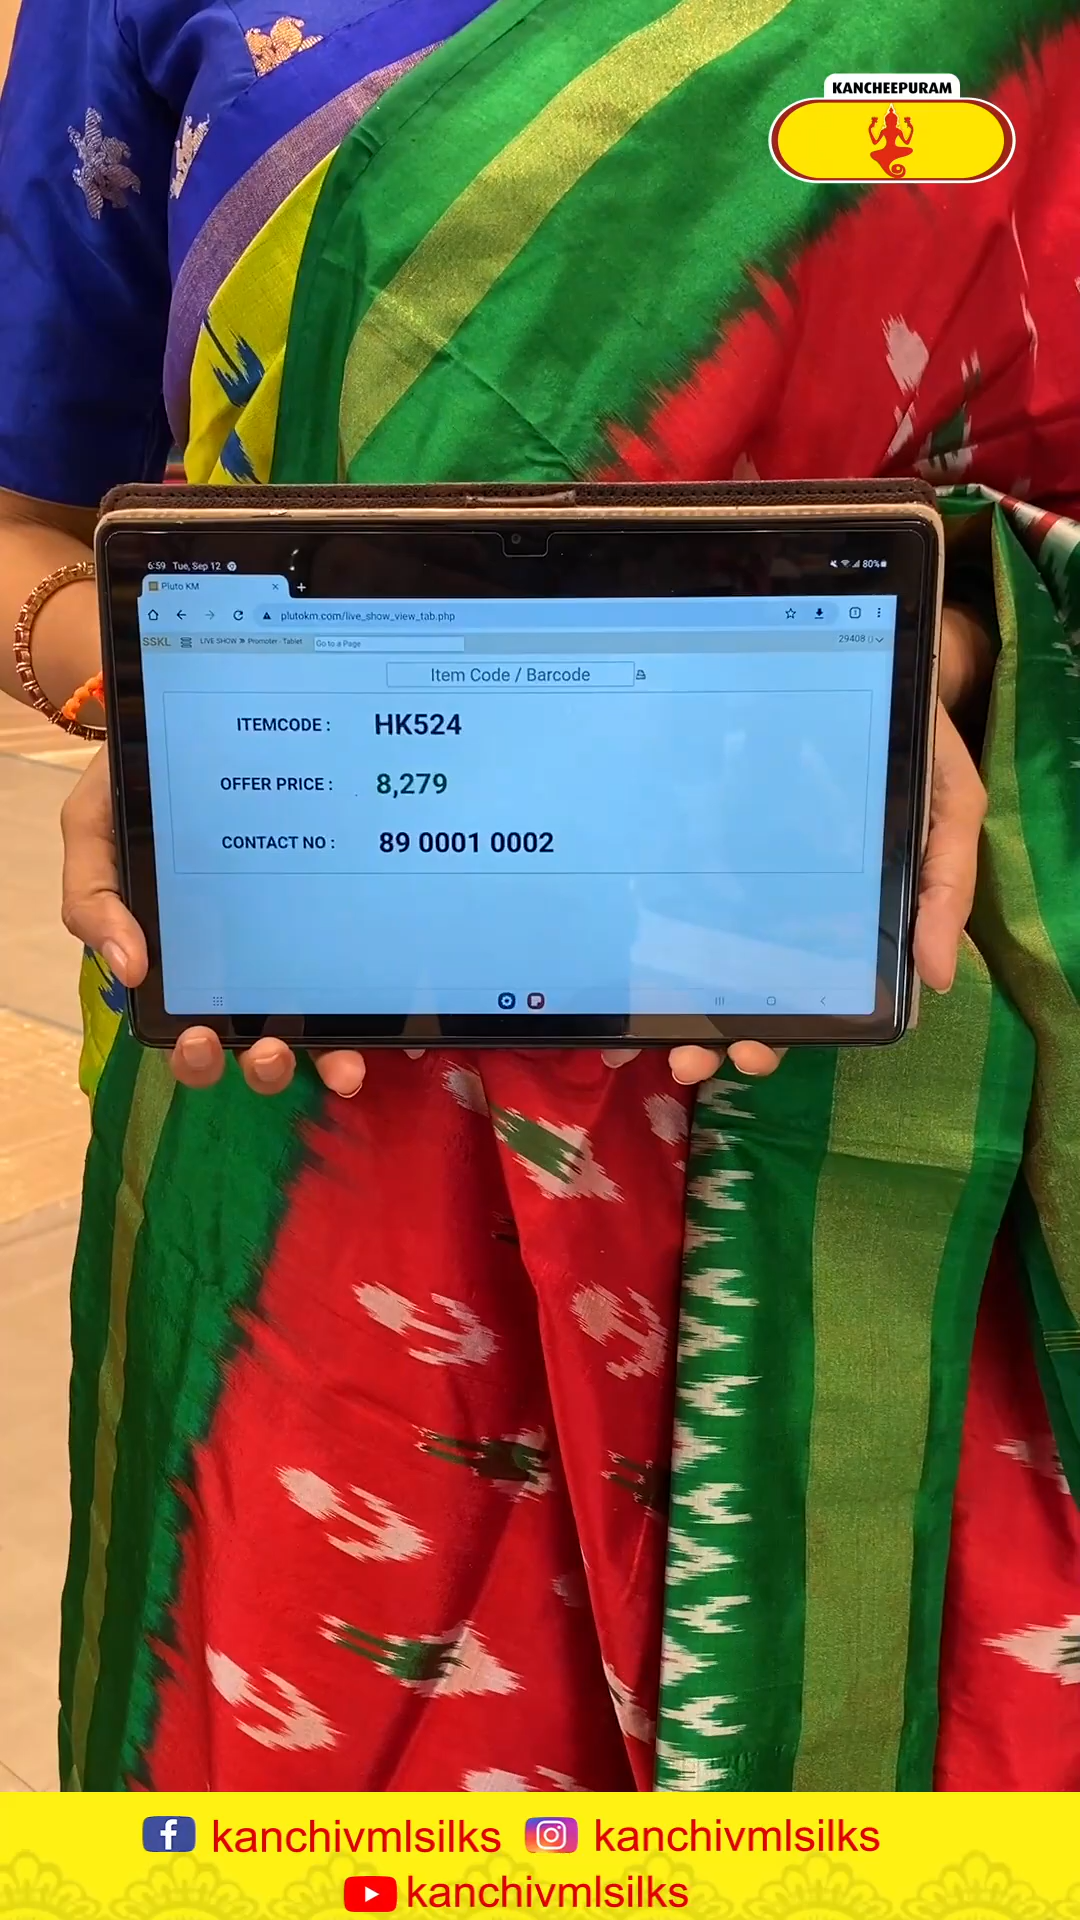 KANCHEEPURAM
6:59 Tue, Sep 12
80%
Pluto KM
plutokm.com/live_show_view_tab.php
SSKL LIVE SHOW Promoter - Tablet Go to a Page 29408
Item Code / Barcode
ITEMCODE : HK524
OFFER PRICE : 8,279
CONTACT NO : 89 0001 0002
kanchivmlsilks kanchivmlsilks
kanchivmlsilks